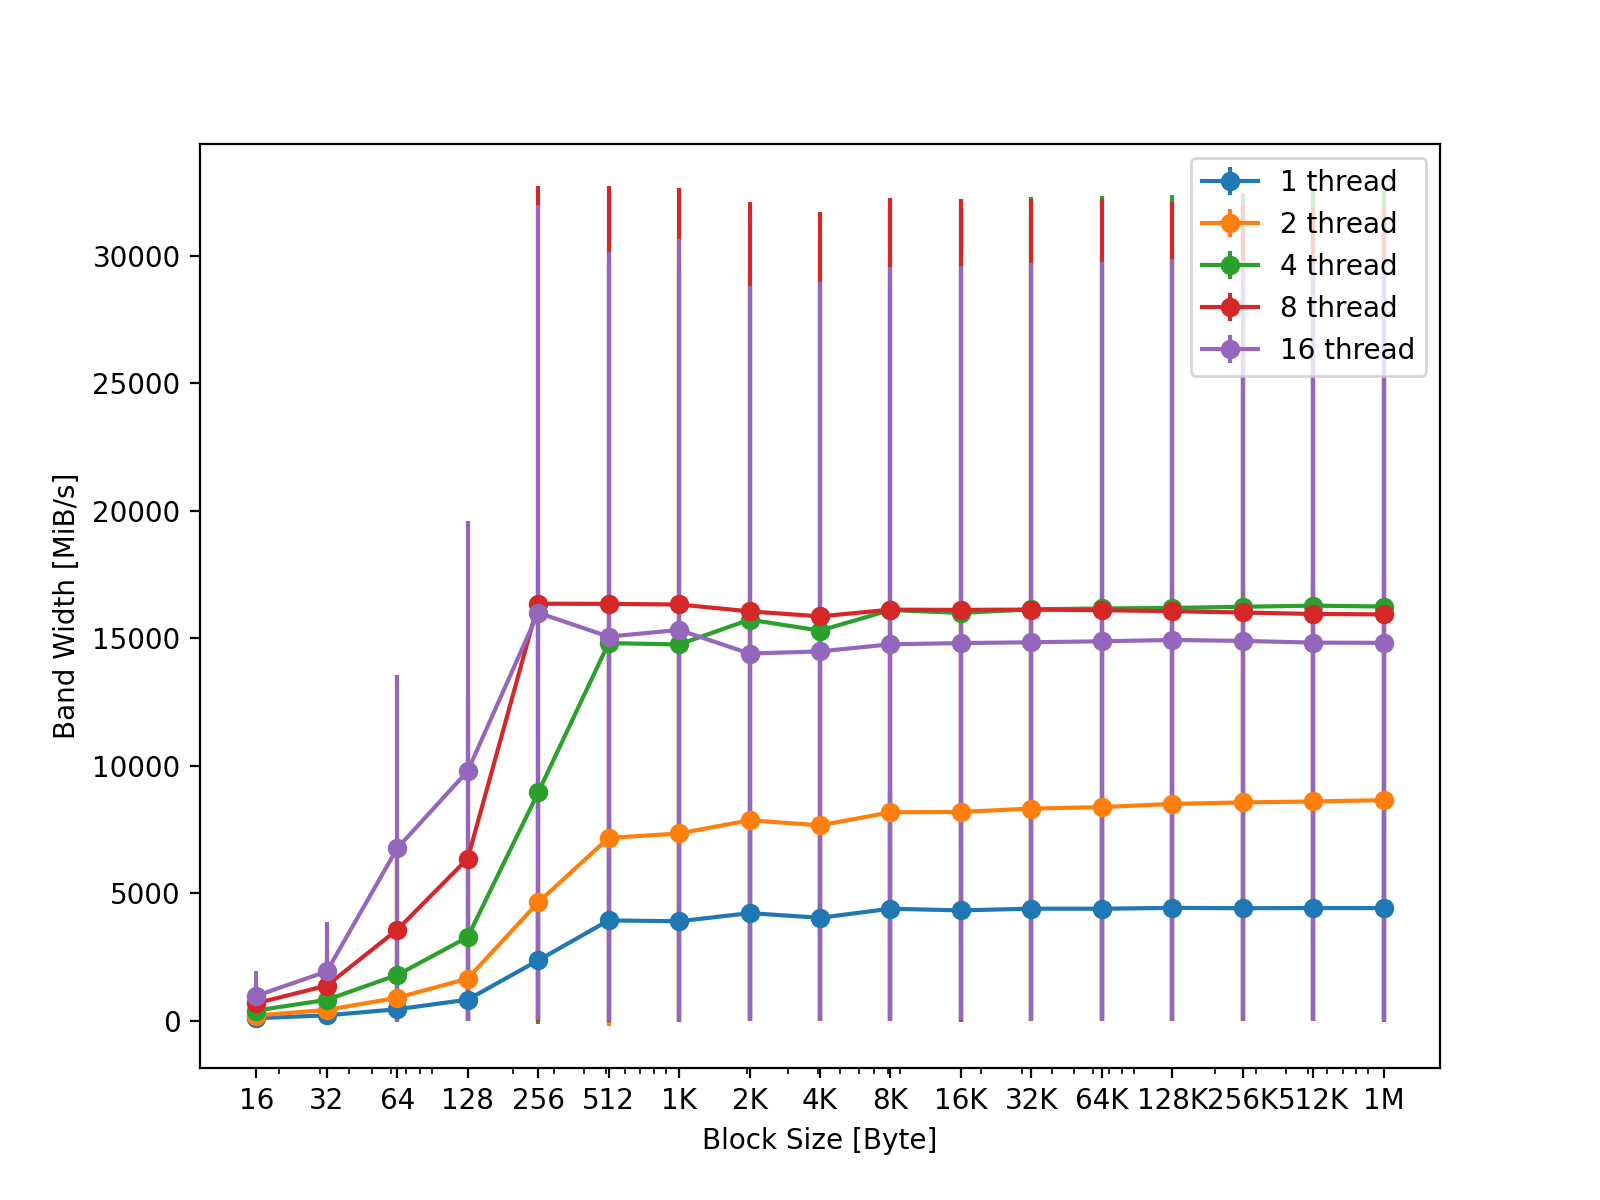 1 thread
2 thread
4 thread
8 thread
16 thread
30000
25000
20000
15000
10000
5000
0
Band Width [MiB/s]
16 32 64 128 256 512 1K 2K 4K 8K 16K 32K 64K 128K 256K 512K 1M
Block Size [Byte]